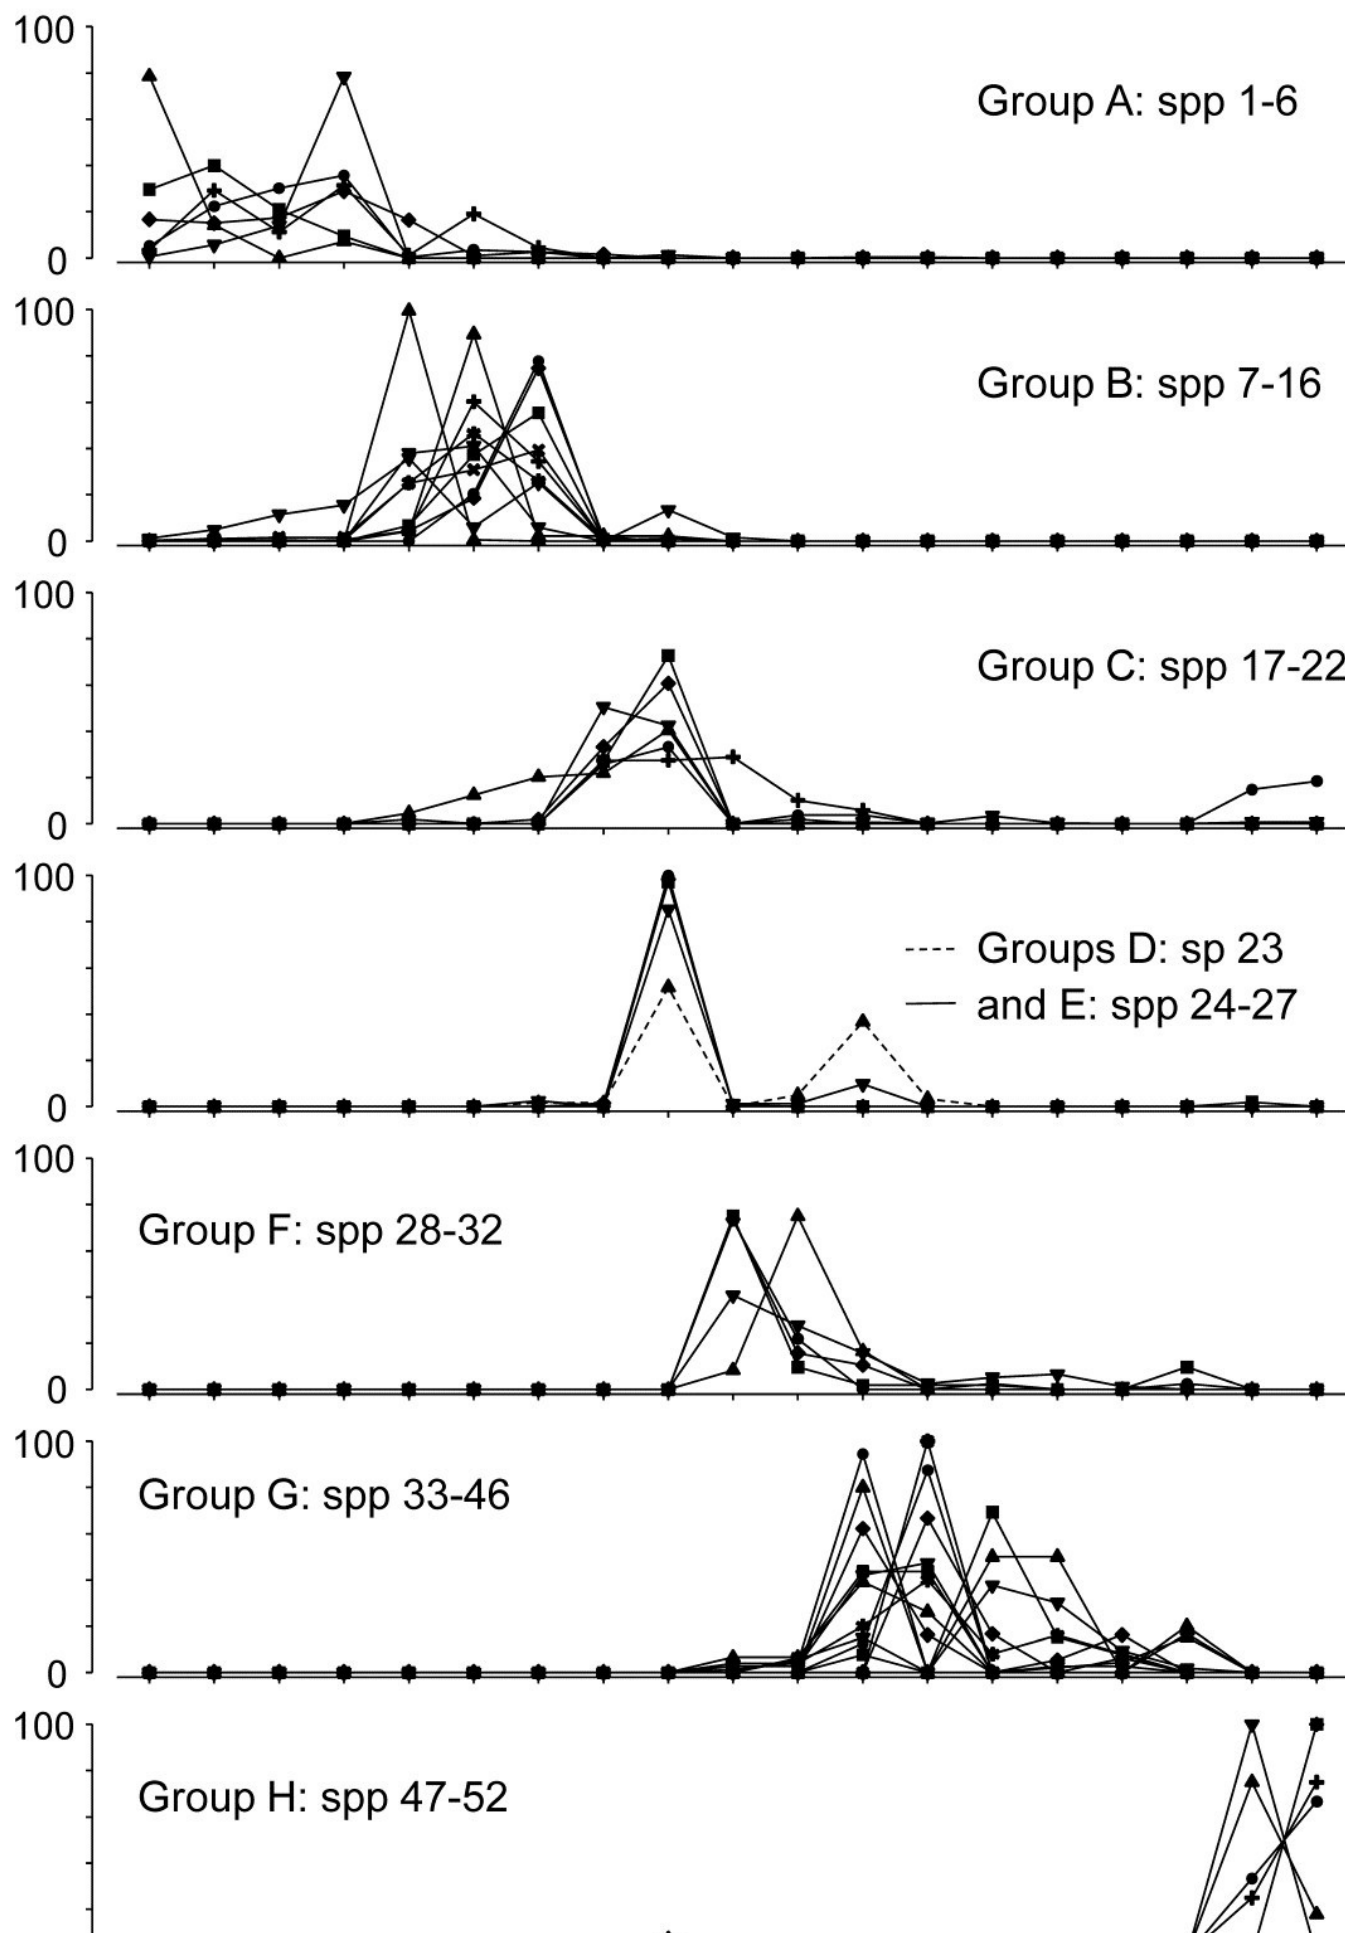 100
Group A: spp 1-6
0
100
Group B: spp 7-16
0
100
Group C: spp 17-22
0
100
Groups D: sp 23
and E: spp 24-27
0
100
Group F: spp 28-32
0
100
Group G: spp 33-46
0
100
Group H: spp 47-52